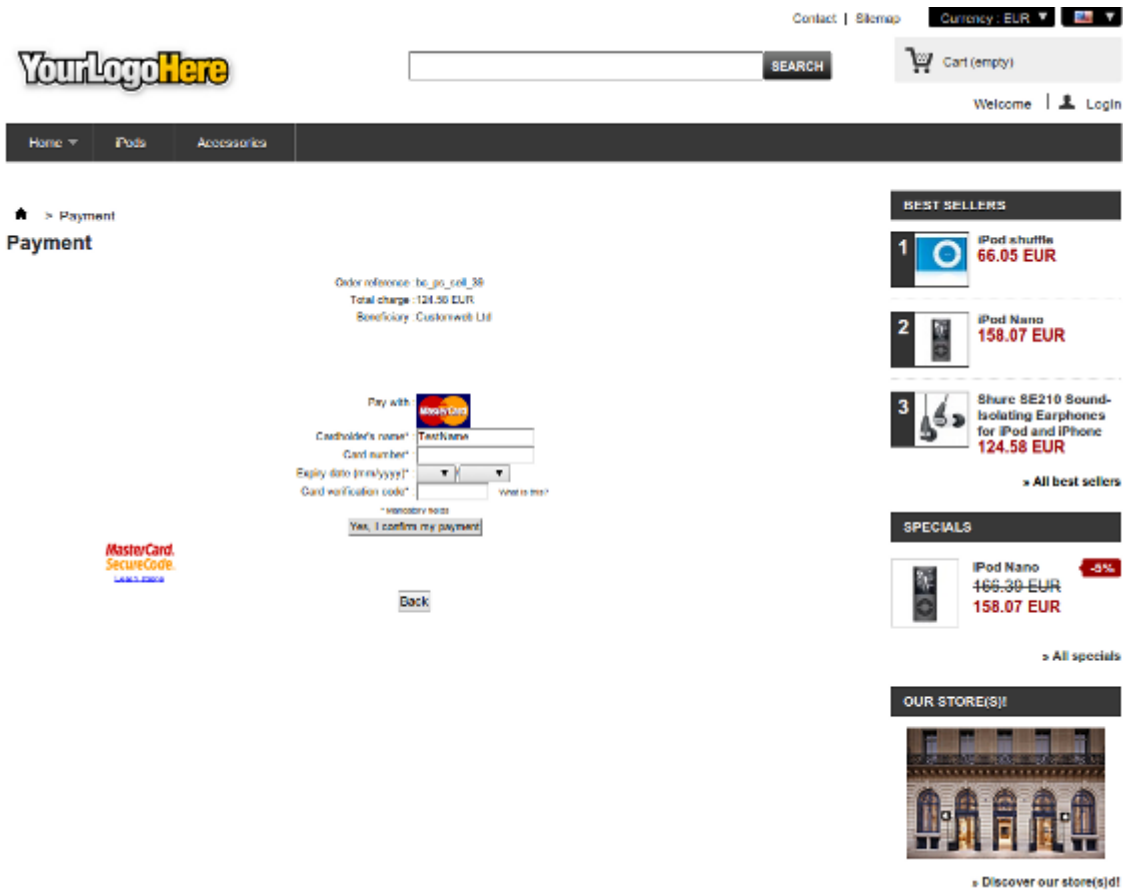 Contact | Sitemap
Currency : EUR
YourLogoHere
SEARCH
Cart (empty)
Welcome | Login
Home
iPods
Accessories
> Payment
Payment
Order reference :bc_ps_sell_39
Total charge :124.58 EUR
Beneficiary :Customweb Ltd
Pay with :
MasterCard
Cardholder's name* :TestName
Card number* :
Expiry date (mm/yyyy)* : /
Card verification code* : What is this?
* Mandatory fields
Yes, I confirm my payment
MasterCard.
SecureCode.
Learn more
Back
BEST SELLERS
1
iPod shuffle
66.05 EUR
2
iPod Nano
158.07 EUR
3
Shure SE210 Sound-
Isolating Earphones
for iPod and iPhone
124.58 EUR
» All best sellers
SPECIALS
iPod Nano
-5%
166.39 EUR
158.07 EUR
» All specials
OUR STORE(S)!
» Discover our store(s)d!